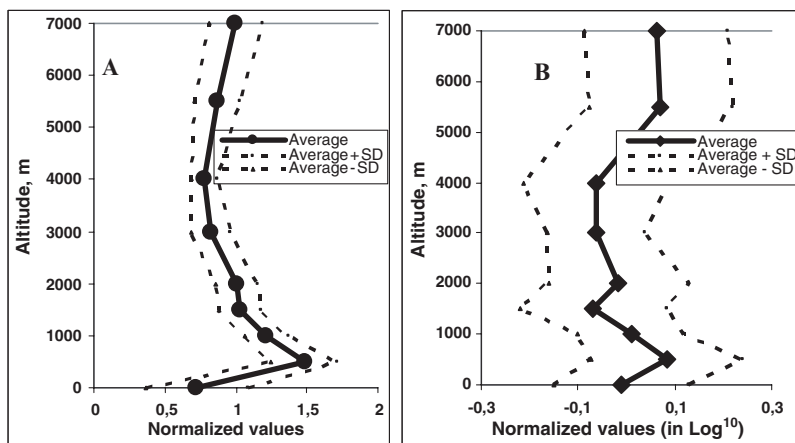 7000
6000
5000
4000
3000
2000
1000
0
Altitude, m
A
Average
Average+SD
Average-SD
0 0,5 1 1,5 2
Normalized values
7000
6000
5000
4000
3000
2000
1000
0
Altitude, m
B
Average
Average + SD
Average - SD
-0,3 -0,1 0,1 0,3
Normalized values (in Log10)